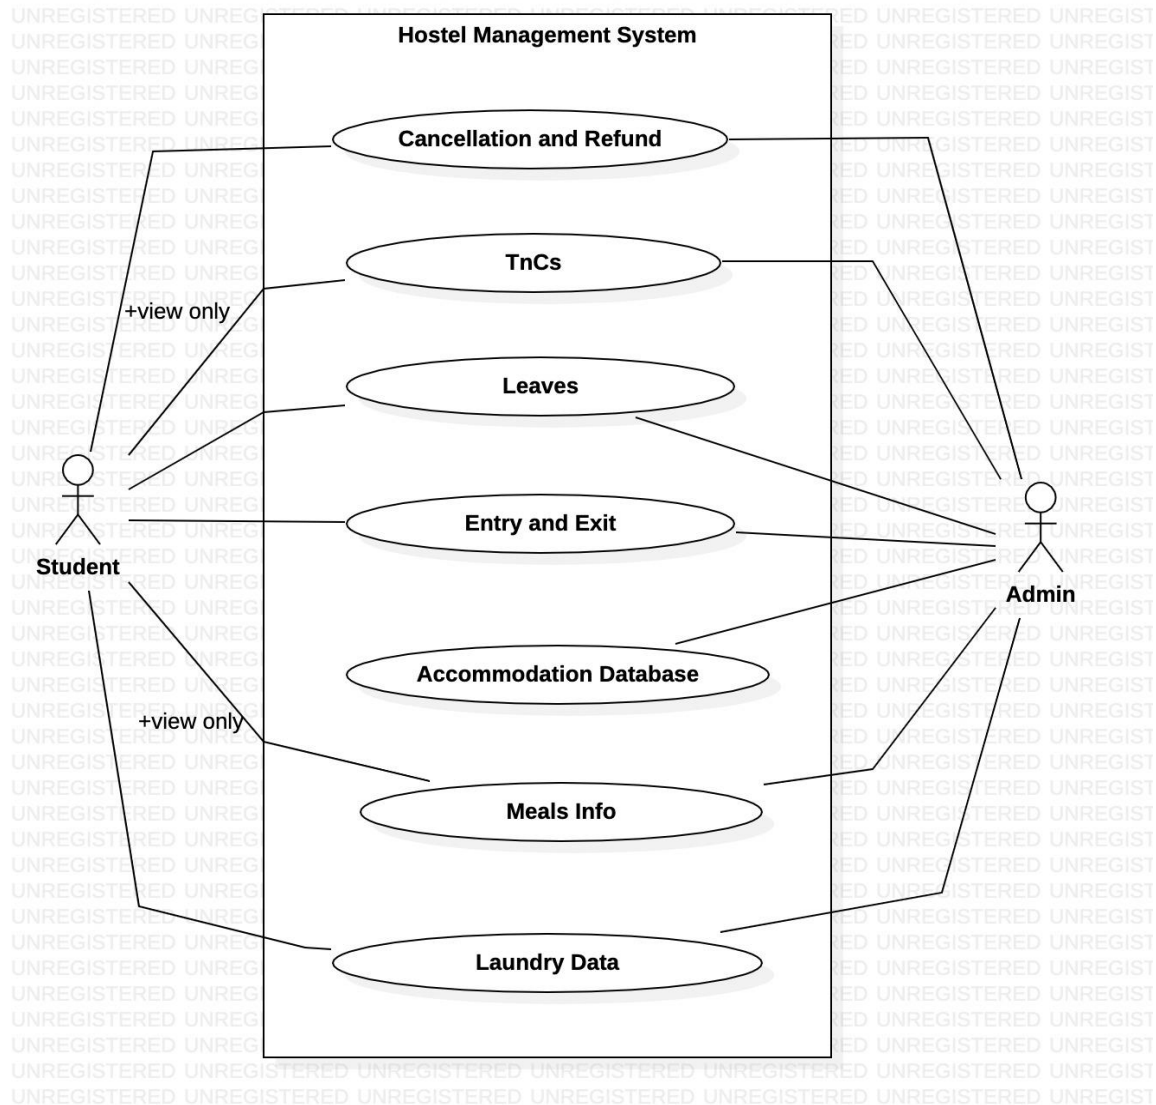 Hostel Management System
Cancellation and Refund
TnCs
+view only
Leaves
Entry and Exit
Student
Admin
Accommodation Database
+view only
Meals Info
Laundry Data
UNREGISTERED